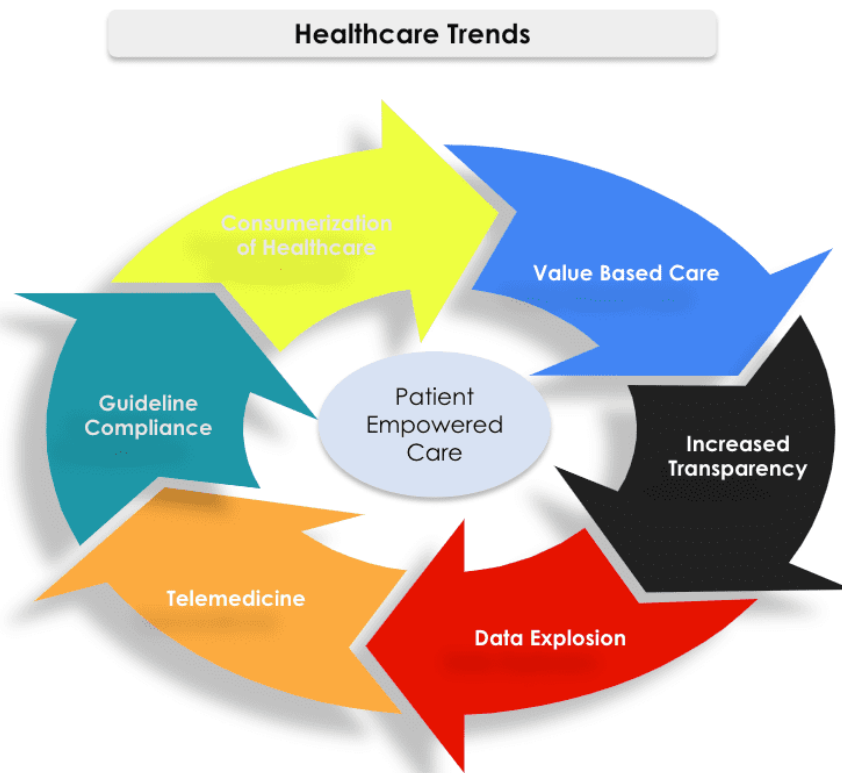 Healthcare Trends
Consumerization
of Healthcare
Value Based Care
Increased
Transparency
Data Explosion
Telemedicine
Guideline
Compliance
Patient
Empowered
Care